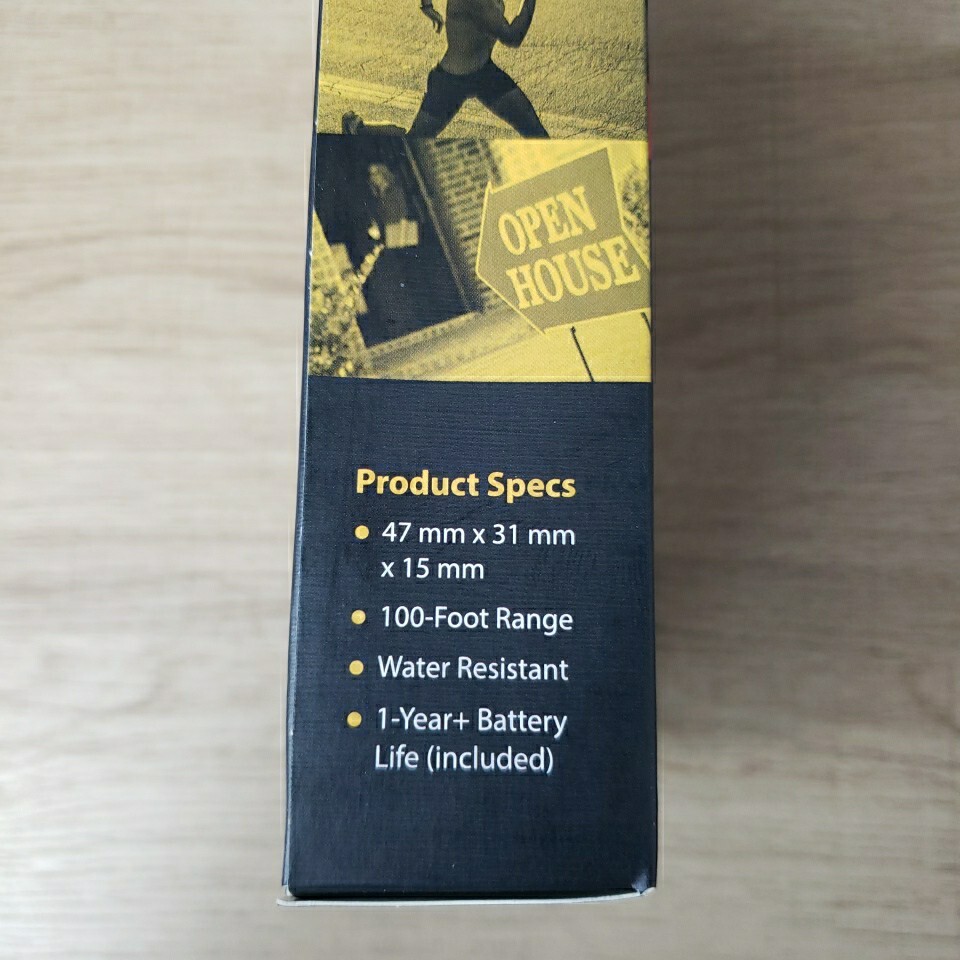 OPEN
HOUSE
Product Specs
47 mm x 31 mm
x 15 mm
100-Foot Range
Water Resistant
1-Year+ Battery
Life (included)